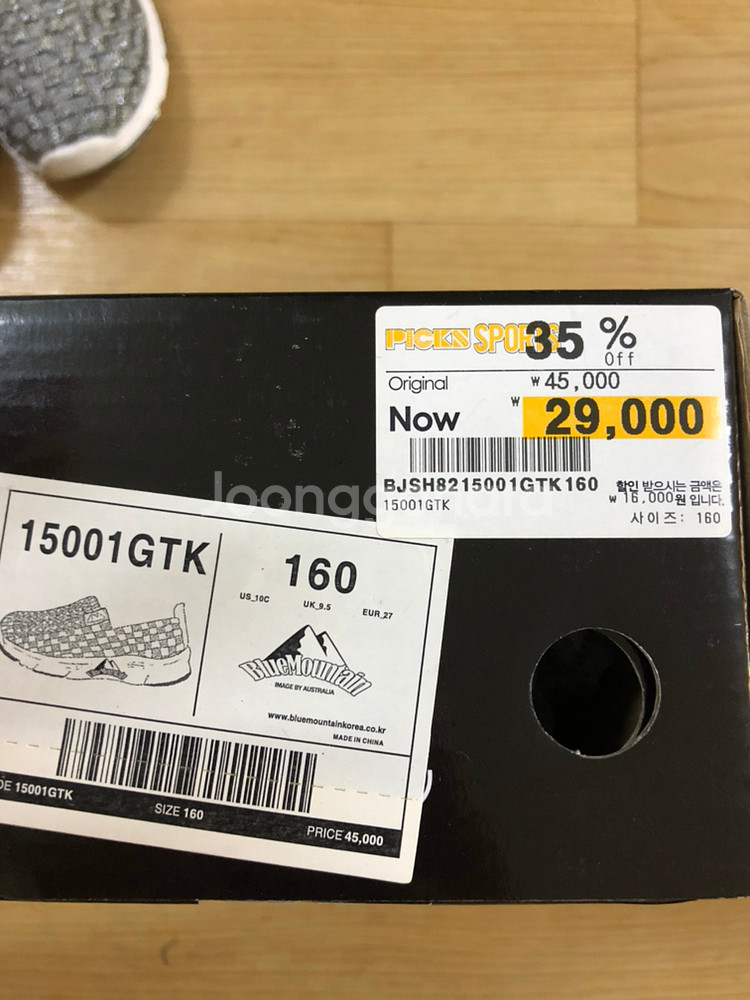 PICKS SPORTS 35 %
Off
Original ₩ 45,000
Now ₩ 29,000
BJSH8215001GTK160
15001GTK
할인 받으시는 금액은
₩ 16,000원 입니다.
사이즈: 160
Joongonara
15001GTK
160
US_10C UK_9.5 EUR_27
BlueMountain
IMAGE BY AUSTRALIA
www.bluemountainkorea.co.kr
MADE IN CHINA
DE 15001GTK SIZE 160 PRICE 45,000